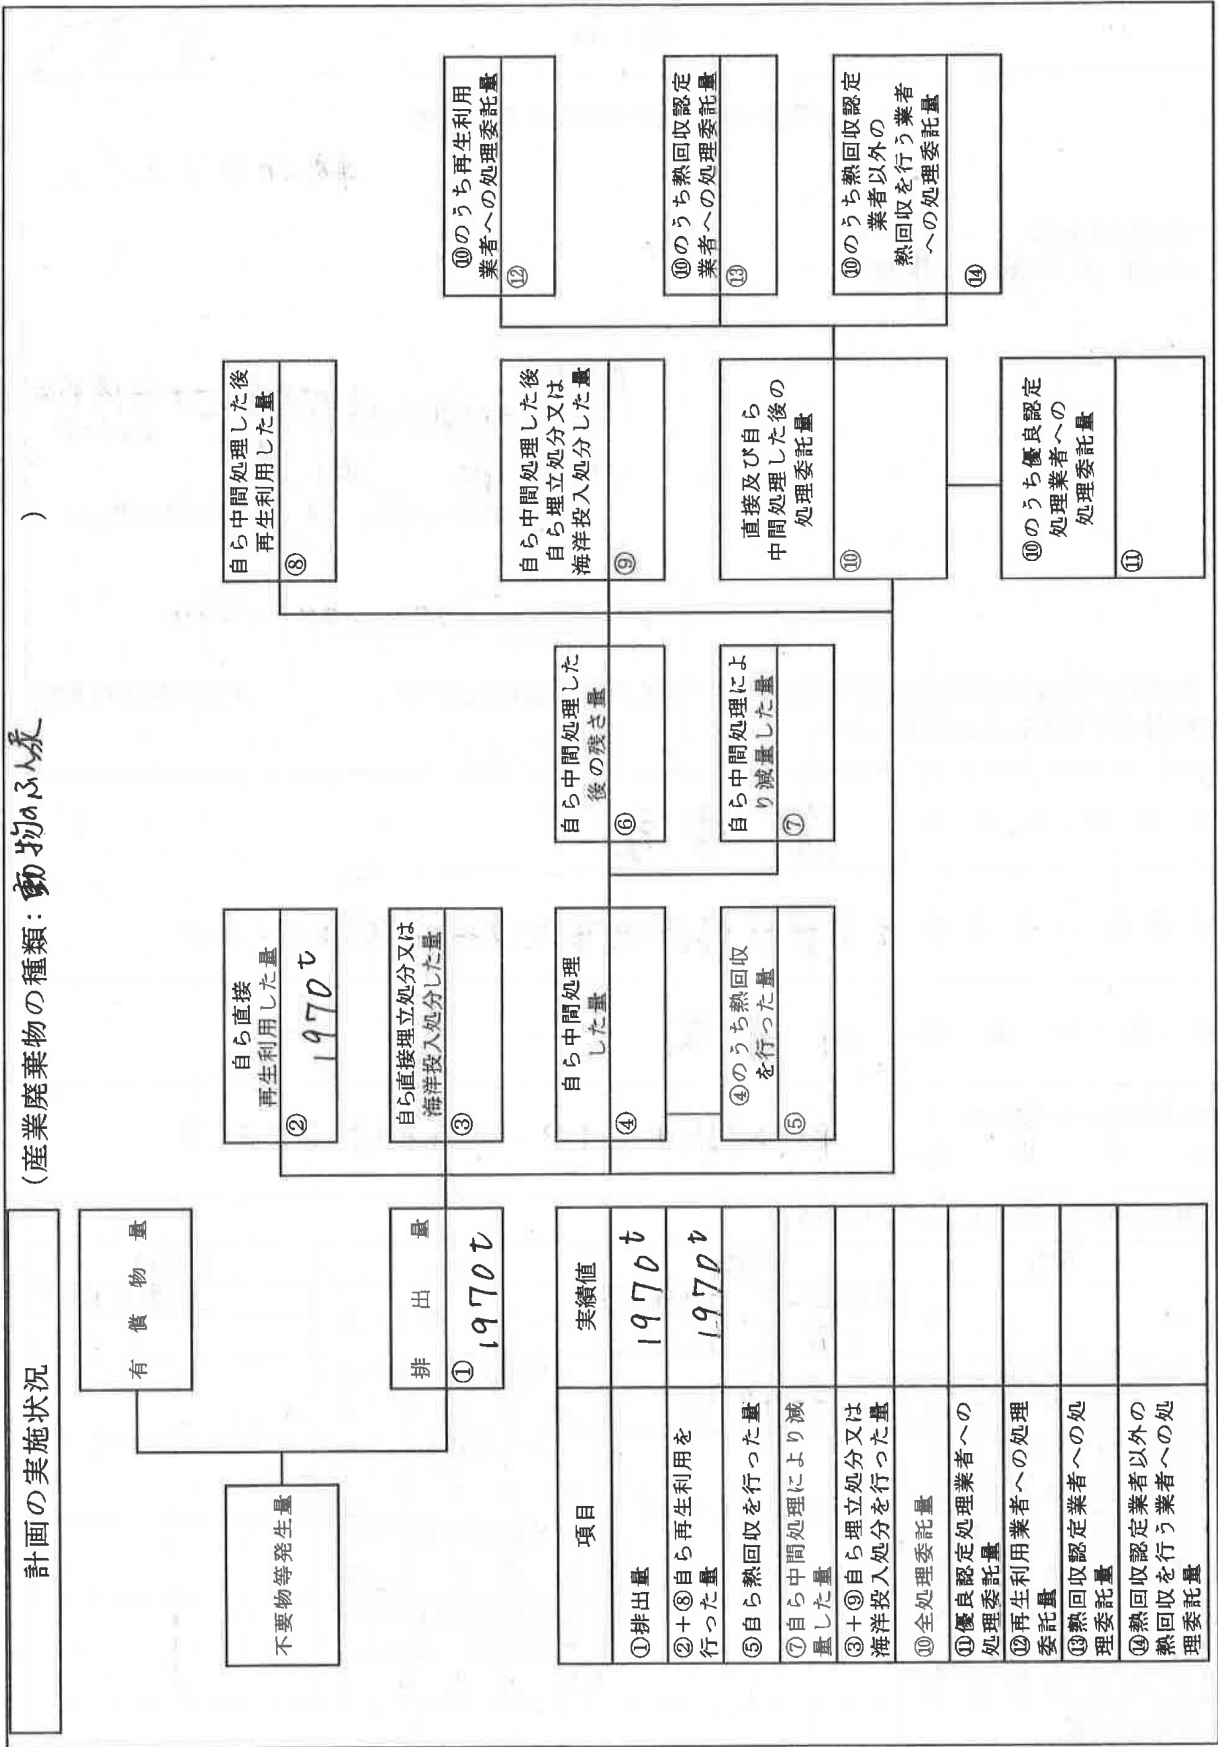 計画の実施状況
(産業廃棄物の種類：動物のふん尿 )
不要物等発生量
有償物量
排出量
① 1970t
自ら直接
再生利用した量
② 1970t
自ら直接埋立処分又は
海洋投入処分した量
③
自ら中間処理
した量
④
④のうち熱回収
を行った量
⑤
自ら中間処理した
後の残さ量
⑥
自ら中間処理によ
り減量した量
⑦
自ら中間処理した後
再生利用した量
⑧
自ら中間処理した後
自ら埋立処分又は
海洋投入処分した量
⑨
直接及び自ら
中間処理した後の
処理委託量
⑩
⑩のうち優良認定
処理業者への
処理委託量
⑪
⑩のうち再生利用
業者への処理委託量
⑫
⑩のうち熱回収認定
業者への処理委託量
⑬
⑩のうち熱回収認定
業者以外の
熱回収を行う業者
への処理委託量
⑭
項目 実績値
①排出量 1970t
②＋⑧自ら再生利用を
行った量 1970t
⑤自ら熱回収を行った量
⑦自ら中間処理により減
量した量
③＋⑨自ら埋立処分又は
海洋投入処分を行った量
⑩全処理委託量
⑪優良認定処理業者への
処理委託量
⑫再生利用業者への処理
委託量
⑬熱回収認定業者への処
理委託量
⑭熱回収認定業者以外の
熱回収を行う業者への処
理委託量